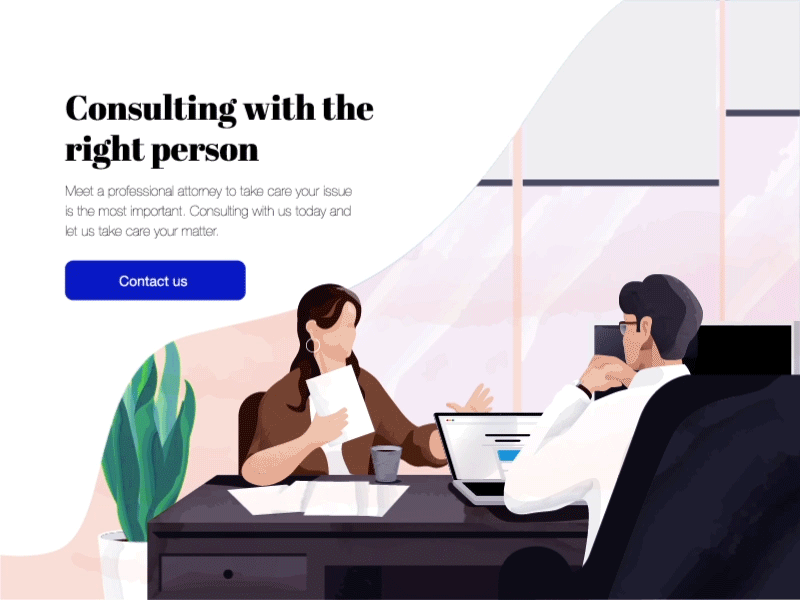 Consulting with the
right person
Meet a professional attorney to take care your issue
is the most important. Consulting with us today and
let us take care your matter.
Contact us